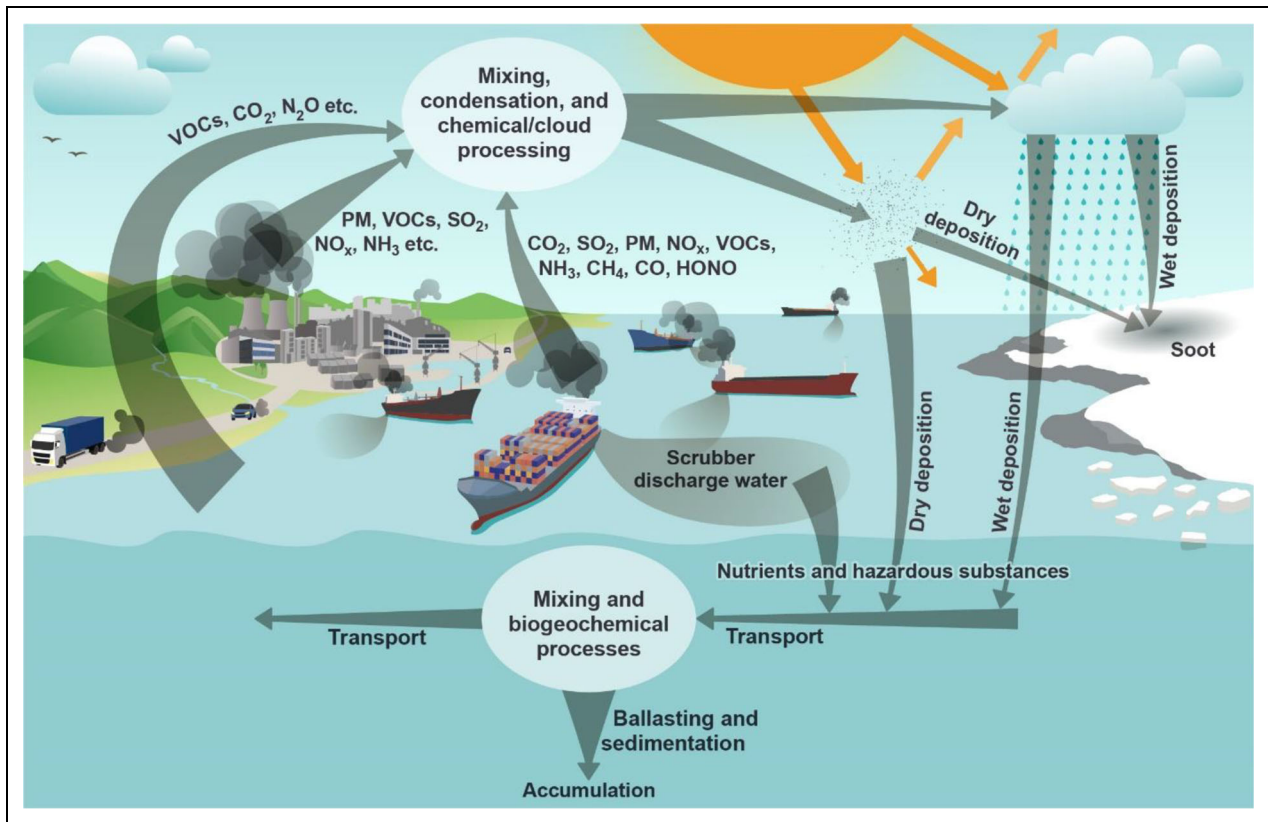 Mixing,
condensation, and
chemical/cloud
processing
VOCs, CO₂, N₂O etc.
PM, VOCs, SO₂,
NOₓ, NH₃ etc.
CO₂, SO₂, PM, NOₓ, VOCs,
NH₃, CH₄, CO, HONO
Dry
deposition
Wet deposition
Soot
Scrubber
discharge water
Dry deposition
Wet deposition
Nutrients and hazardous substances
Mixing and
biogeochemical
processes
Transport
Transport
Ballasting and
sedimentation
Accumulation